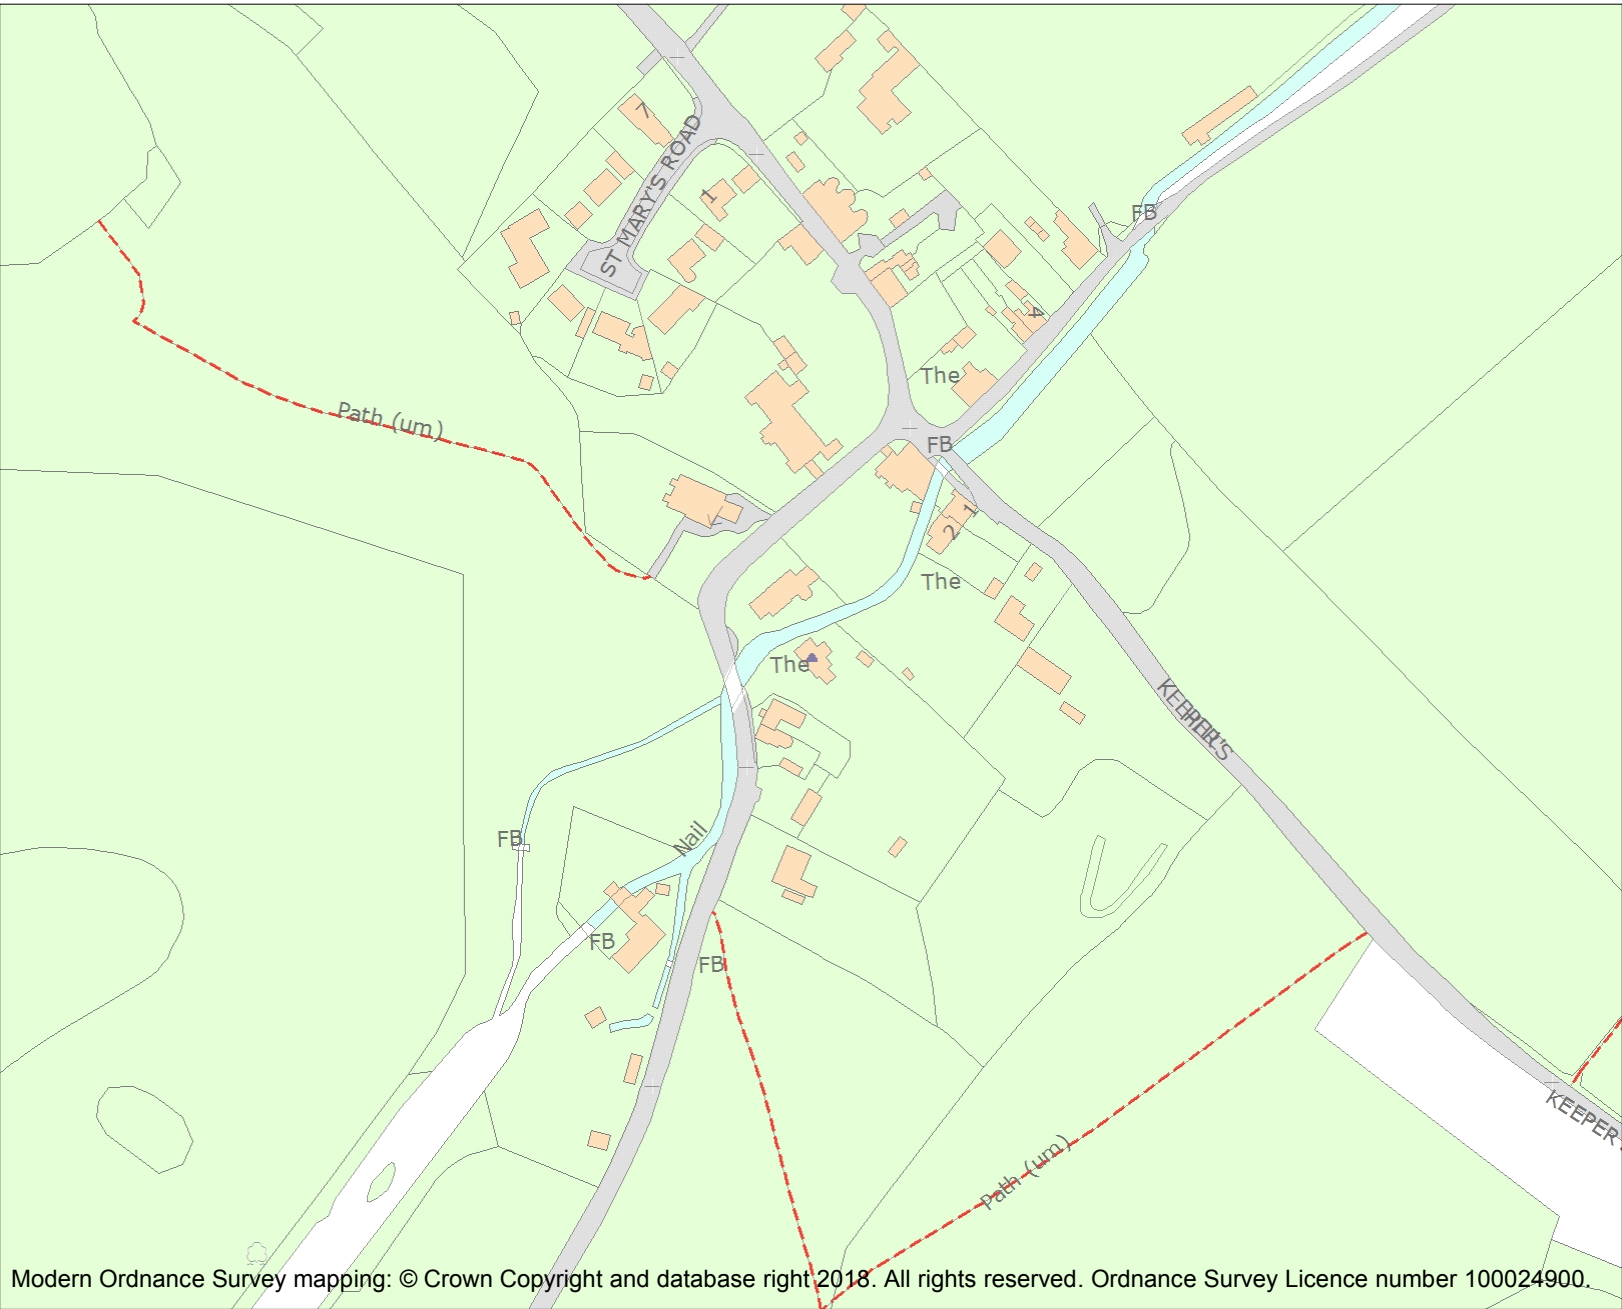 7
ST MARY'S ROAD
1
FB
4
The
Path (um)
FB
1
2
The
The
KEEPER'S
HILL
FB
Nail
FB
FB
KEEPER
Path (um)
Modern Ordnance Survey mapping: © Crown Copyright and database right 2018. All rights reserved. Ordnance Survey Licence number 100024900.